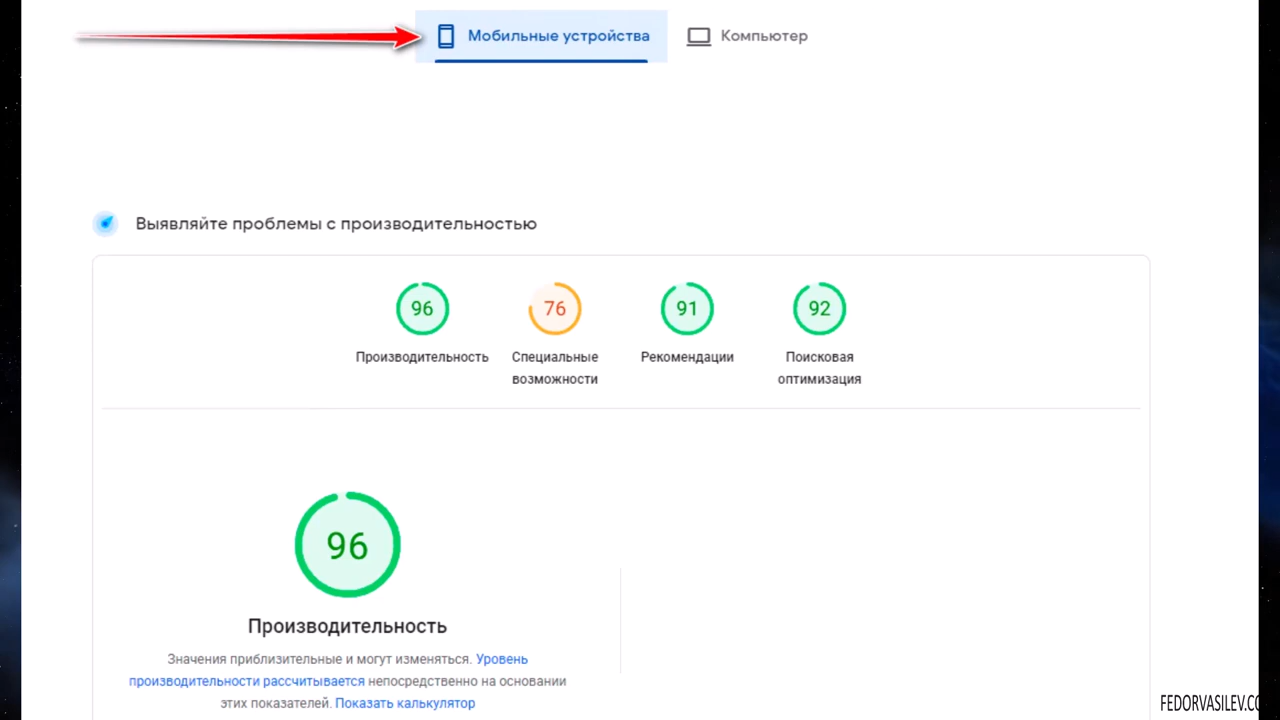 Мобильные устройства
Компьютер
Выявляйте проблемы с производительностью
96
76
91
92
Производительность
Специальные
возможности
Рекомендации
Поисковая
оптимизация
96
Производительность
Значения приблизительные и могут изменяться. Уровень
производительности рассчитывается непосредственно на основании
этих показателей. Показать калькулятор
FEDORVASILEV.CO